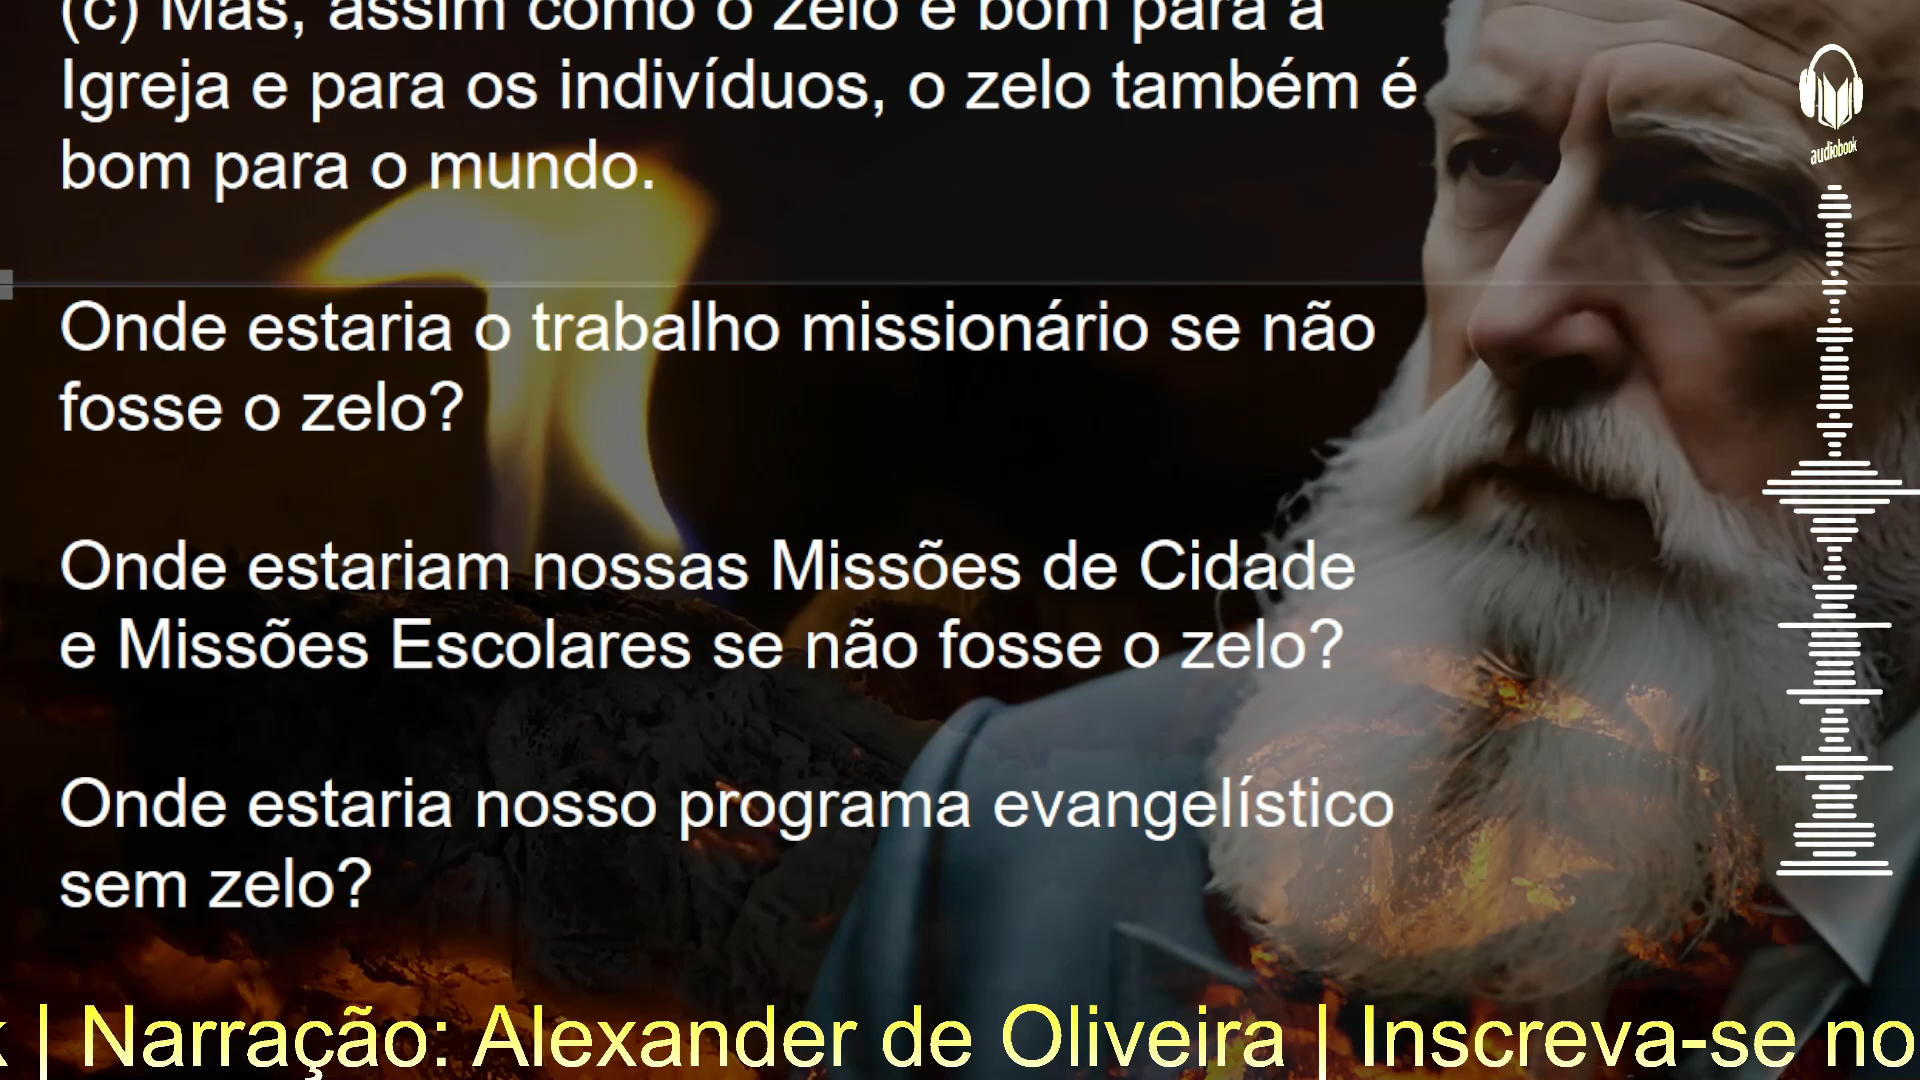 (c) Mas, assim como o zelo é bom para a
Igreja e para os indivíduos, o zelo também é
bom para o mundo.
Onde estaria o trabalho missionário se não
fosse o zelo?
Onde estariam nossas Missões de Cidade
e Missões Escolares se não fosse o zelo?
Onde estaria nosso programa evangelístico
sem zelo?
audiobook
| Narração: Alexander de Oliveira | Inscreva-se no